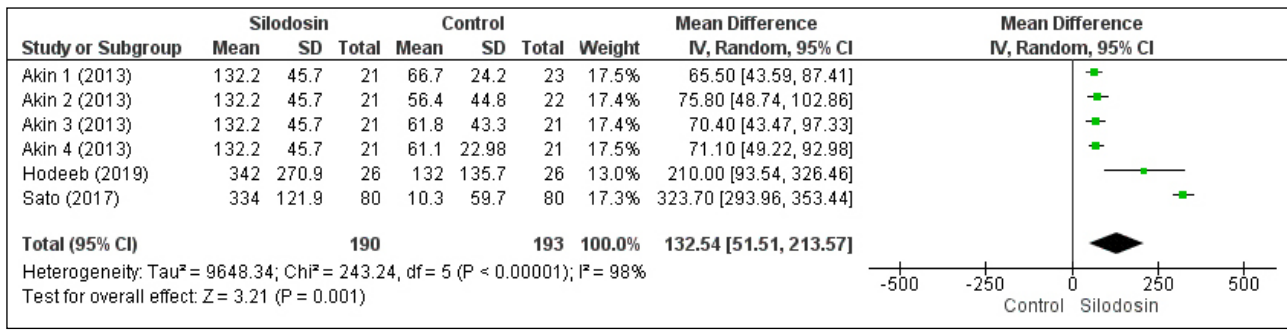 Silodosin Control Mean Difference Mean Difference
Study or Subgroup Mean SD Total Mean SD Total Weight IV, Random, 95% CI IV, Random, 95% CI
Akin 1 (2013) 132.2 45.7 21 66.7 24.2 23 17.5% 65.50 [43.59, 87.41]
Akin 2 (2013) 132.2 45.7 21 56.4 44.8 22 17.4% 75.80 [48.74, 102.86]
Akin 3 (2013) 132.2 45.7 21 61.8 43.3 21 17.4% 70.40 [43.47, 97.33]
Akin 4 (2013) 132.2 45.7 21 61.1 22.98 21 17.5% 71.10 [49.22, 92.98]
Hodeeb (2019) 342 270.9 26 132 135.7 26 13.0% 210.00 [93.54, 326.46]
Sato (2017) 334 121.9 80 10.3 59.7 80 17.3% 323.70 [293.96, 353.44]
Total (95% CI) 190 193 100.0% 132.54 [51.51, 213.57]
Heterogeneity: Tau² = 9648.34; Chi² = 243.24, df = 5 (P < 0.00001); I² = 98%
Test for overall effect: Z = 3.21 (P = 0.001)
-500 -250 0 250 500
Control Silodosin